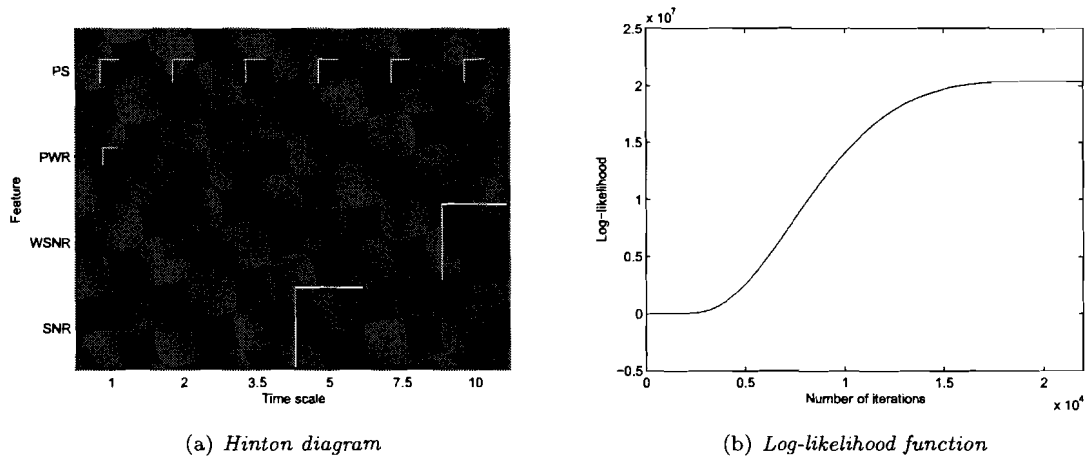 PS
PWR
WSNR
SNR
Feature
1 2 3.5 5 7.5 10
Time scale
(a) Hinton diagram
x 10^7
2.5
2
1.5
1
0.5
0
-0.5
Log-likelihood
0 0.5 1 1.5 2
Number of iterations
x 10^4
(b) Log-likelihood function